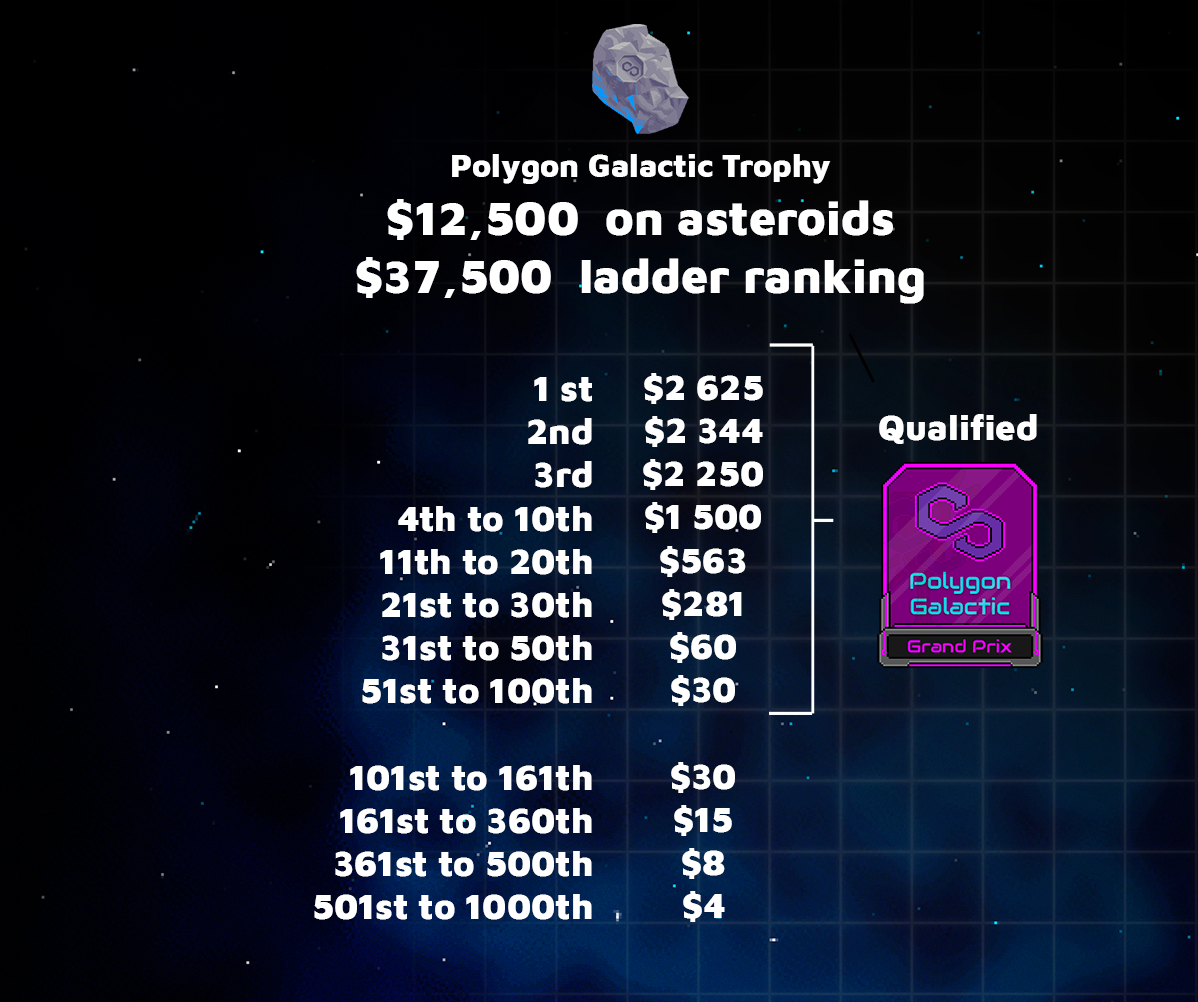 Polygon Galactic Trophy
$12,500 on asteroids
$37,500 ladder ranking
1 st $2 625
2nd $2 344
3rd $2 250
4th to 10th $1 500
11th to 20th $563
21st to 30th $281
31st to 50th $60
51st to 100th $30
Qualified
Polygon
Galactic
Grand Prix
101st to 161th $30
161st to 360th $15
361st to 500th $8
501st to 1000th $4